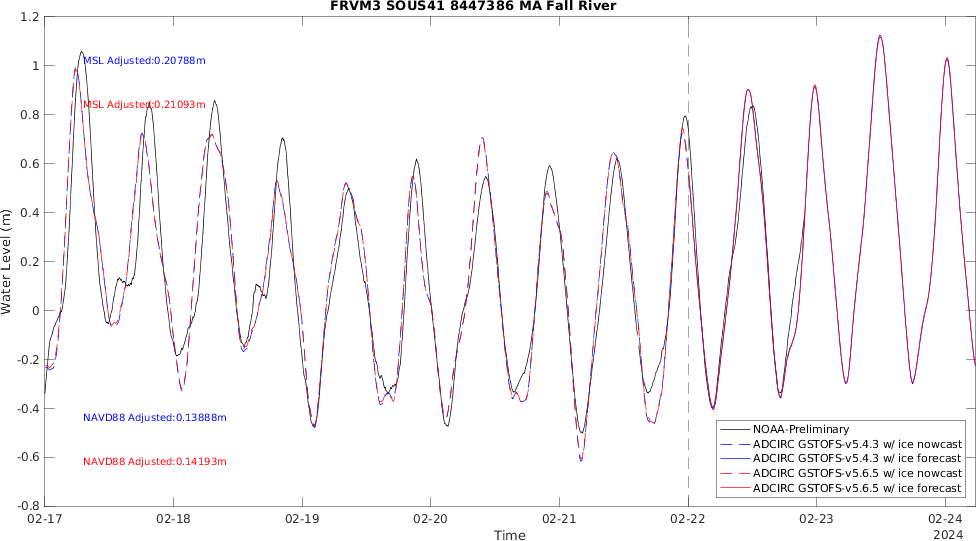 FRVM3 SOUS41 8447386 MA Fall River
1.2
1
0.8
0.6
0.4
0.2
0
-0.2
-0.4
-0.6
-0.8
Water Level (m)
MSL Adjusted:0.20788m
MSL Adjusted:0.21093m
NAVD88 Adjusted:0.13888m
NAVD88 Adjusted:0.14193m
NOAA-Preliminary
ADCIRC GSTOFS-v5.4.3 w/ ice nowcast
ADCIRC GSTOFS-v5.4.3 w/ ice forecast
ADCIRC GSTOFS-v5.6.5 w/ ice nowcast
ADCIRC GSTOFS-v5.6.5 w/ ice forecast
02-17 02-18 02-19 02-20 02-21 02-22 02-23 02-24
Time
2024